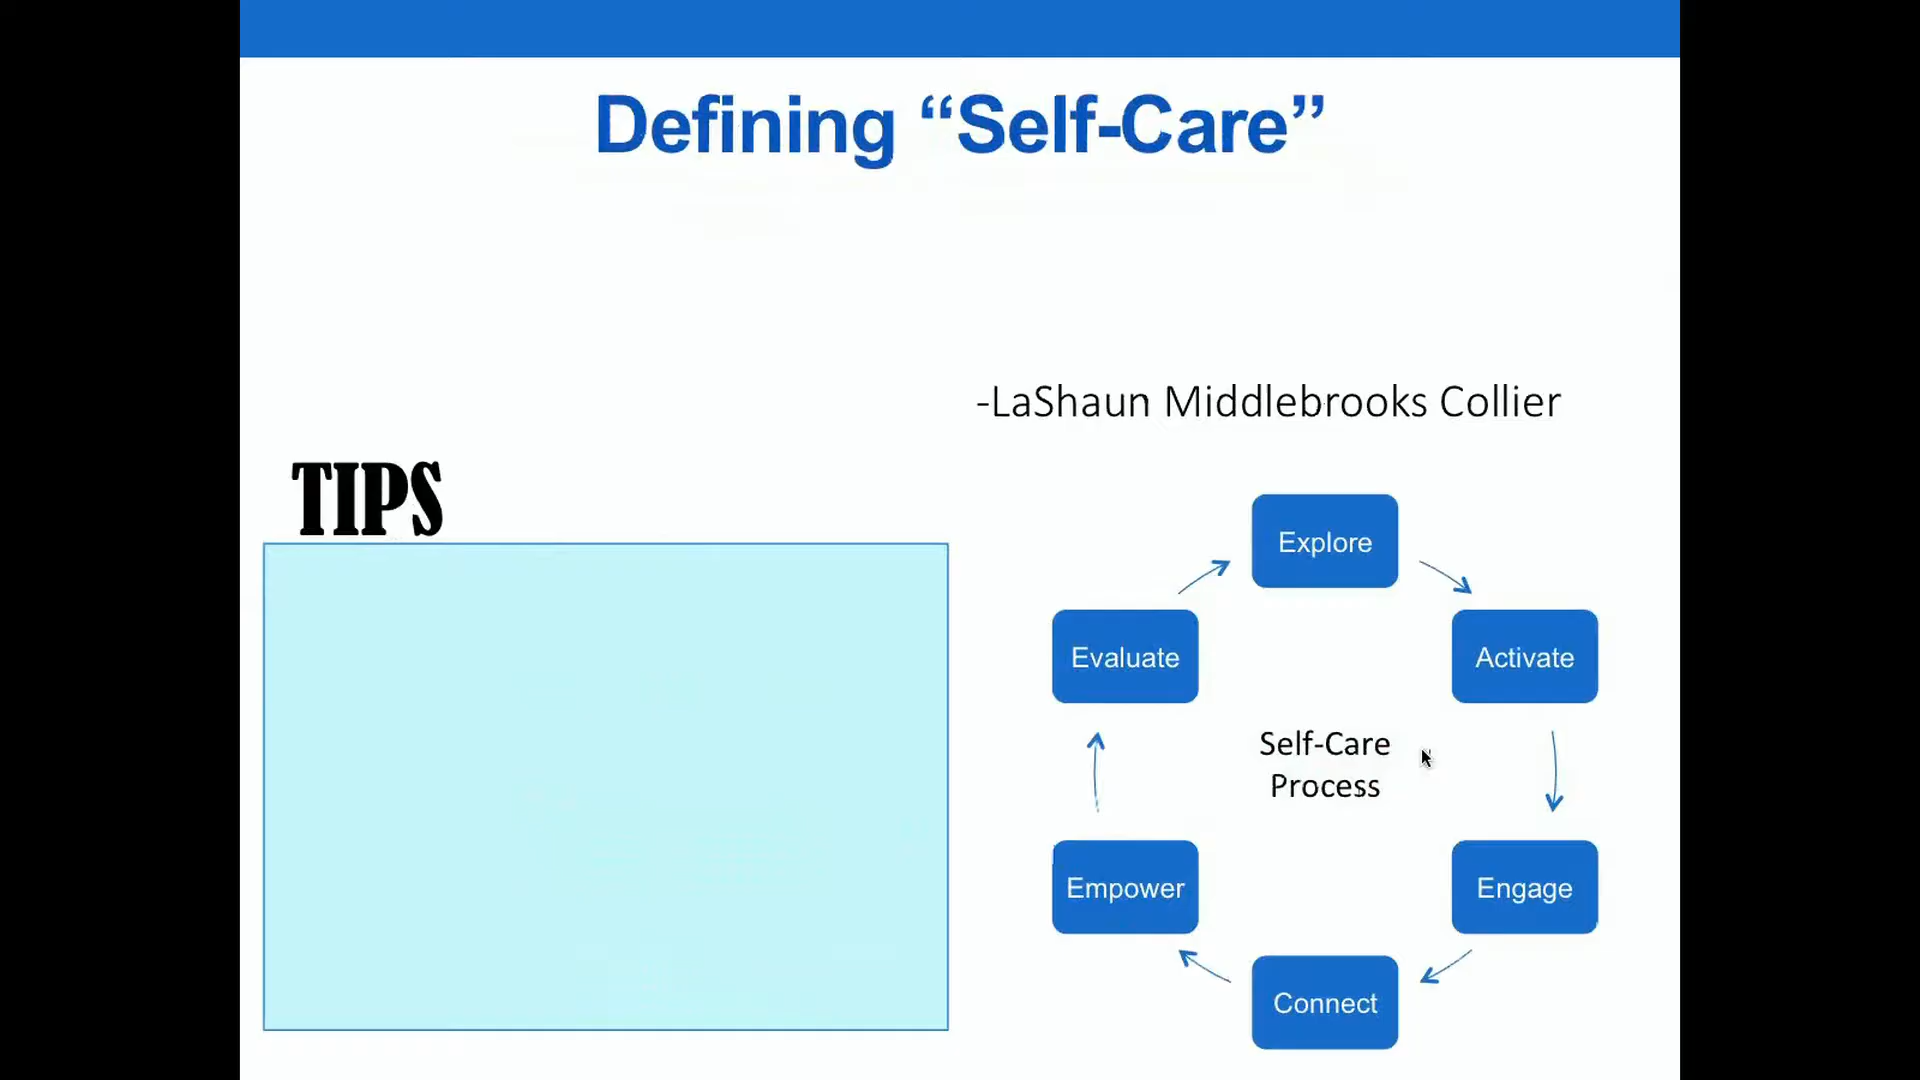 Defining “Self-Care”
-LaShaun Middlebrooks Collier
TIPS
Explore
Activate
Engage
Connect
Empower
Evaluate
Self-Care
Process